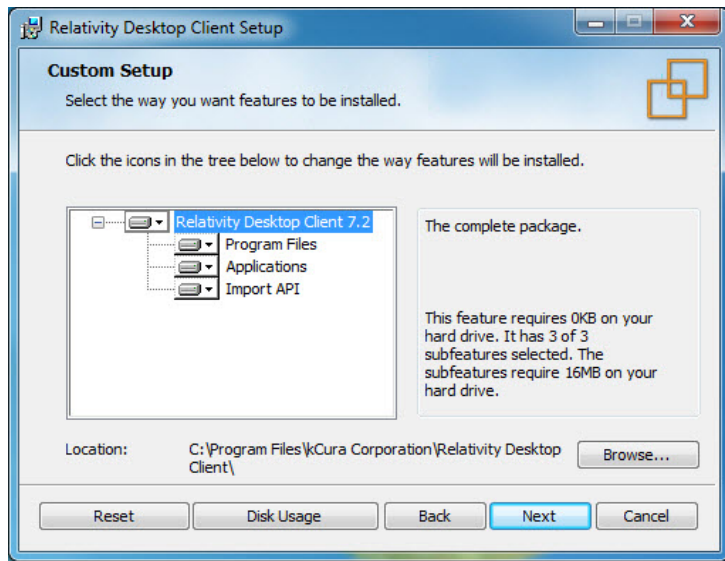 Relativity Desktop Client Setup
Custom Setup
Select the way you want features to be installed.
Click the icons in the tree below to change the way features will be installed.
Relativity Desktop Client 7.2
Program Files
Applications
Import API
The complete package.
This feature requires 0KB on your
hard drive. It has 3 of 3
subfeatures selected. The
subfeatures require 16MB on your
hard drive.
Location:
C:\Program Files\kCura Corporation\Relativity Desktop
Client\
Browse...
Reset
Disk Usage
Back
Next
Cancel